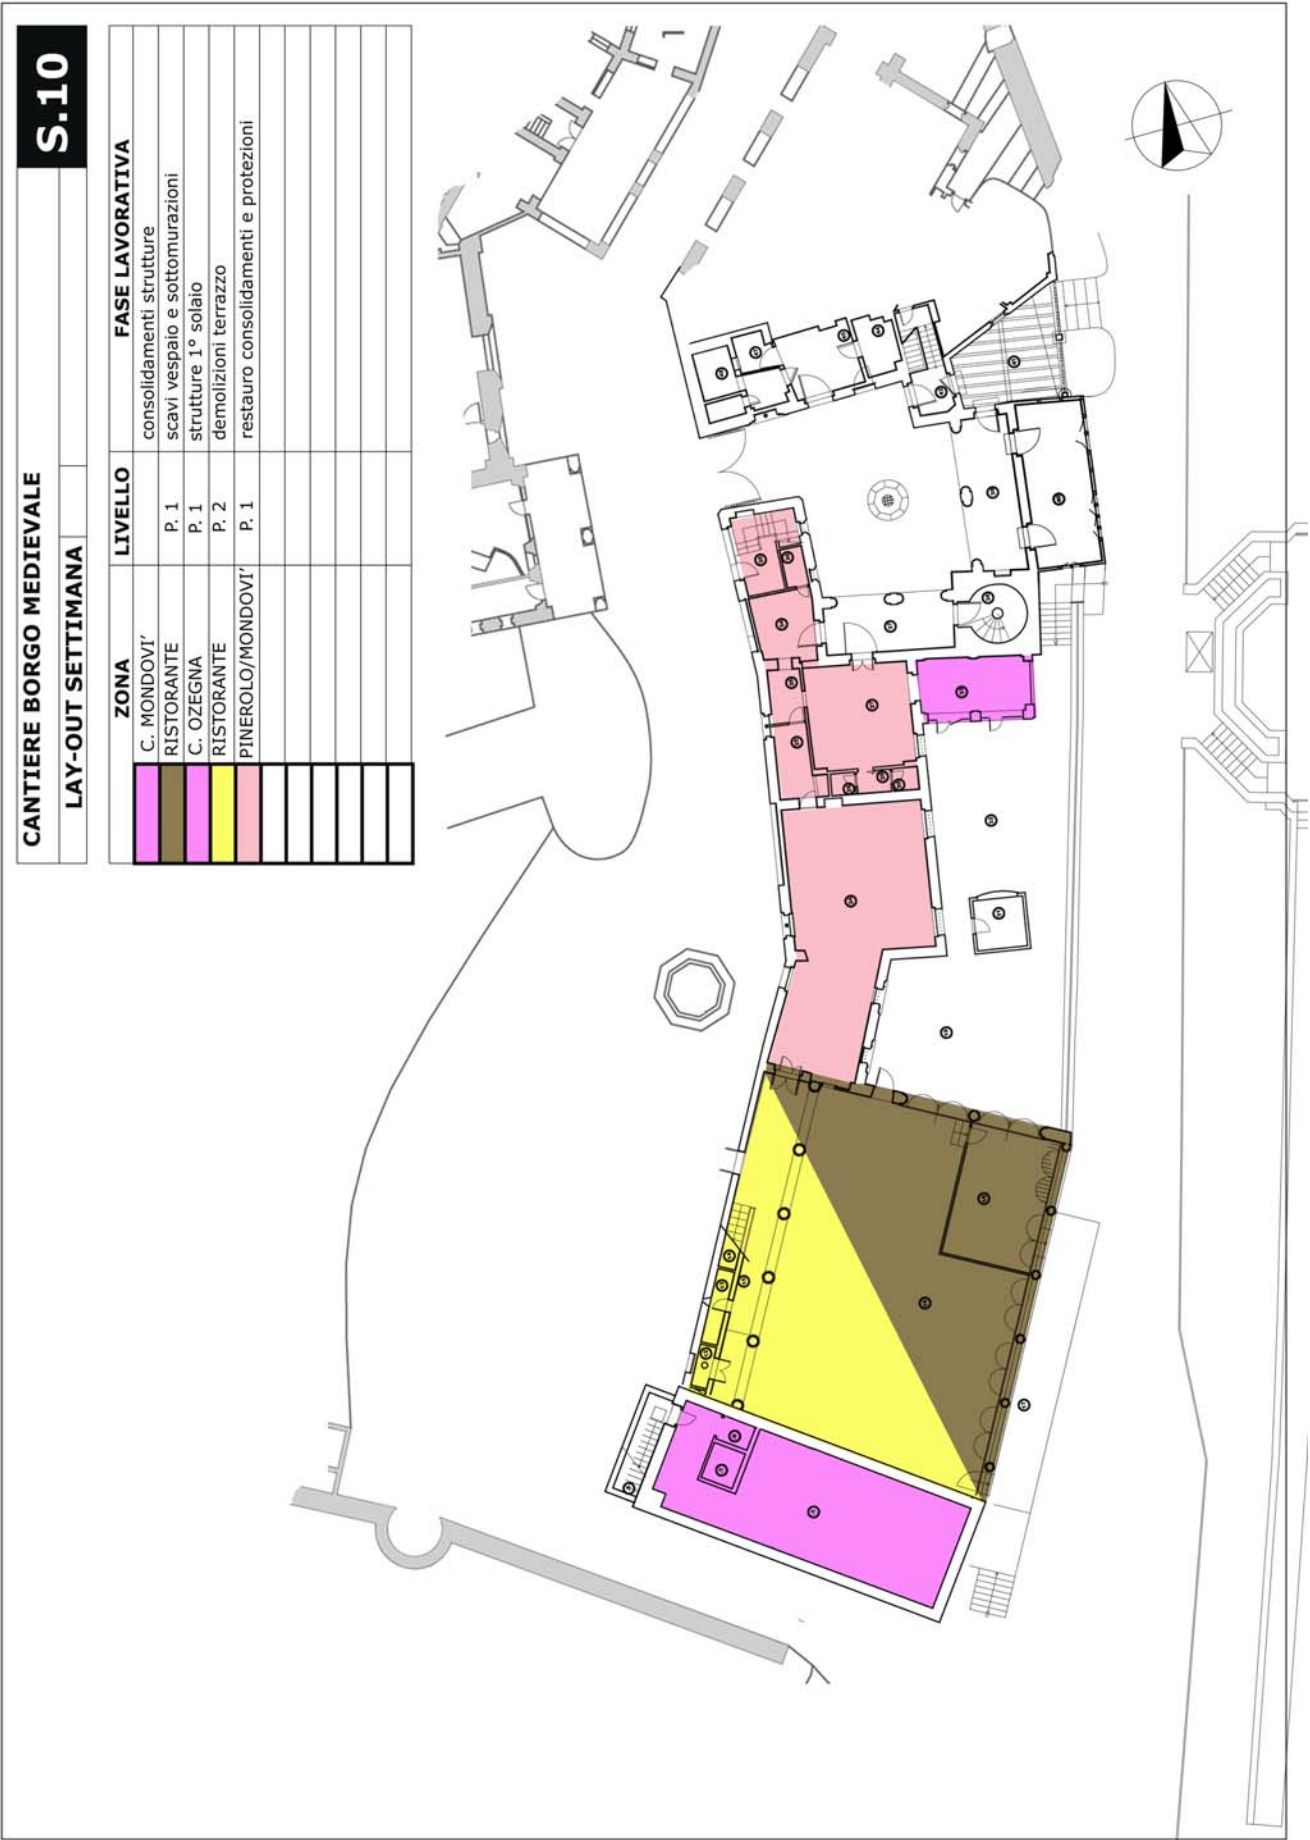 CANTIERE BORGO MEDIEVALE
S.10
LAY-OUT SETTIMANA
ZONA LIVELLO FASE LAVORATIVA
C. MONDOVI' consolidamenti strutture
RISTORANTE P. 1 scavi vespaio e sottomurazioni
C. OZEGNA P. 1 strutture 1° solaio
RISTORANTE P. 2 demolizioni terrazzo
PINEROLO/MONDOVI' P. 1 restauro consolidamenti e protezioni